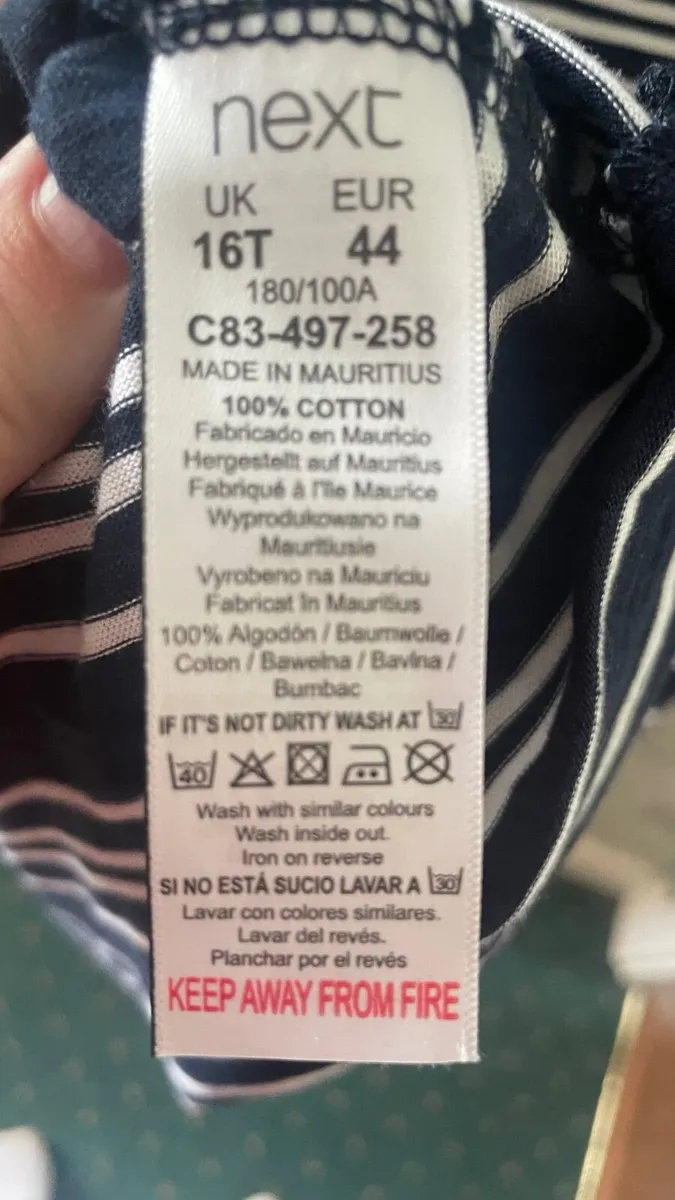 next
UK EUR
16T 44
180/100A
C83-497-258
MADE IN MAURITIUS
100% COTTON
Fabricado en Mauricio
Hergestellt auf Mauritius
Fabriqué à l'île Maurice
Wyprodukowano na
Mauritiusie
Vyrobeno na Mauriciu
Fabricat în Mauritius
100% Algodón / Baumwolle /
Coton / Bawełna / Bavlna /
Bumbac
IF IT'S NOT DIRTY WASH AT 30
40
Wash with similar colours
Wash inside out.
Iron on reverse
SI NO ESTÁ SUCIO LAVAR A 30
Lavar con colores similares.
Lavar del revés.
Planchar por el revés
KEEP AWAY FROM FIRE